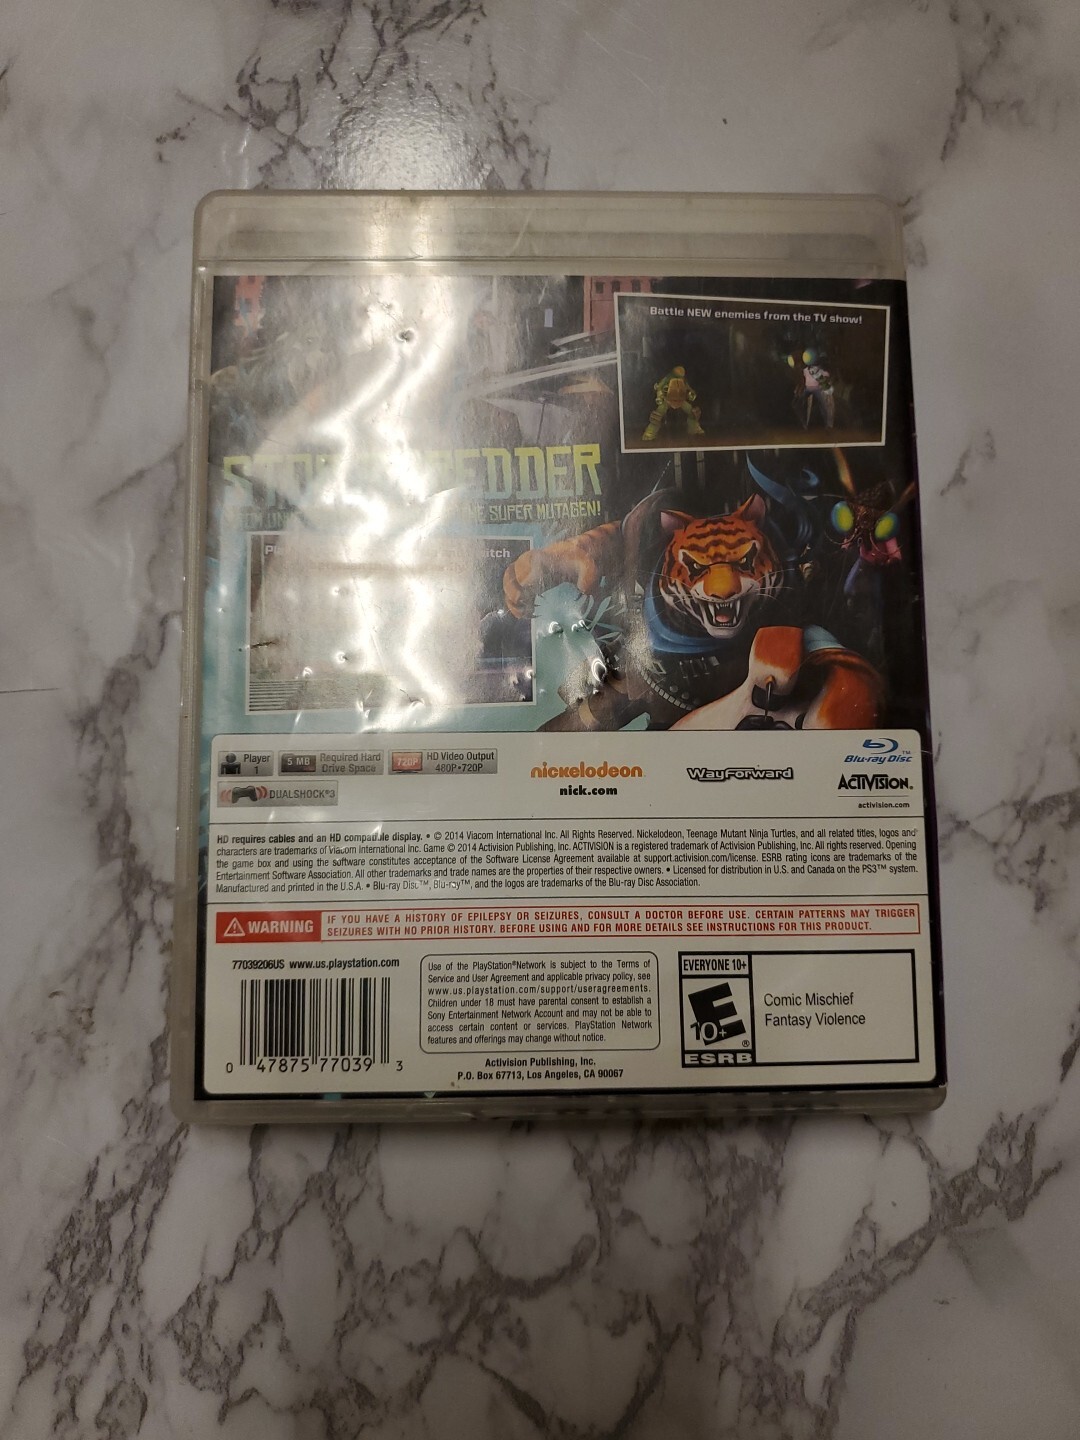 Battle NEW enemies from the TV show!
EDDER
SUPER MUTAGEN!
Player
1
5 MB
Required Hard
Drive Space
720P
HD Video Output
480P•720P
DUALSHOCK®3
nickelodeon
nick.com
WayForward
Blu-ray Disc™
ACTIVISION®
activision.com
HD requires cables and an HD compatible display. • © 2014 Viacom International Inc. All Rights Reserved. Nickelodeon, Teenage Mutant Ninja Turtles, and all related titles, logos and
characters are trademarks of Viacom International Inc. Game © 2014 Activision Publishing, Inc. ACTIVISION is a registered trademark of Activision Publishing, Inc. All rights reserved. Opening
the game box and using the software constitutes acceptance of the Software License Agreement available at support.activision.com/license. ESRB rating icons are trademarks of the
Entertainment Software Association. All other trademarks and trade names are the properties of their respective owners. • Licensed for distribution in U.S. and Canada on the PS3™ system.
Manufactured and printed in the U.S.A. • Blu-ray Disc™, Blu-ray™, and the logos are trademarks of the Blu-ray Disc Association.
WARNING
IF YOU HAVE A HISTORY OF EPILEPSY OR SEIZURES, CONSULT A DOCTOR BEFORE USE. CERTAIN PATTERNS MAY TRIGGER
SEIZURES WITH NO PRIOR HISTORY. BEFORE USING AND FOR MORE DETAILS SEE INSTRUCTIONS FOR THIS PRODUCT.
77039206US www.us.playstation.com
0 47875 77039 3
Use of the PlayStation®Network is subject to the Terms of
Service and User Agreement and applicable privacy policy, see
www.us.playstation.com/support/useragreements.
Children under 18 must have parental consent to establish a
Sony Entertainment Network Account and may not be able to
access certain content or services. PlayStation Network
features and offerings may change without notice.
Activision Publishing, Inc.
P.O. Box 67713, Los Angeles, CA 90067
EVERYONE 10+
E
10+
®
ESRB
Comic Mischief
Fantasy Violence